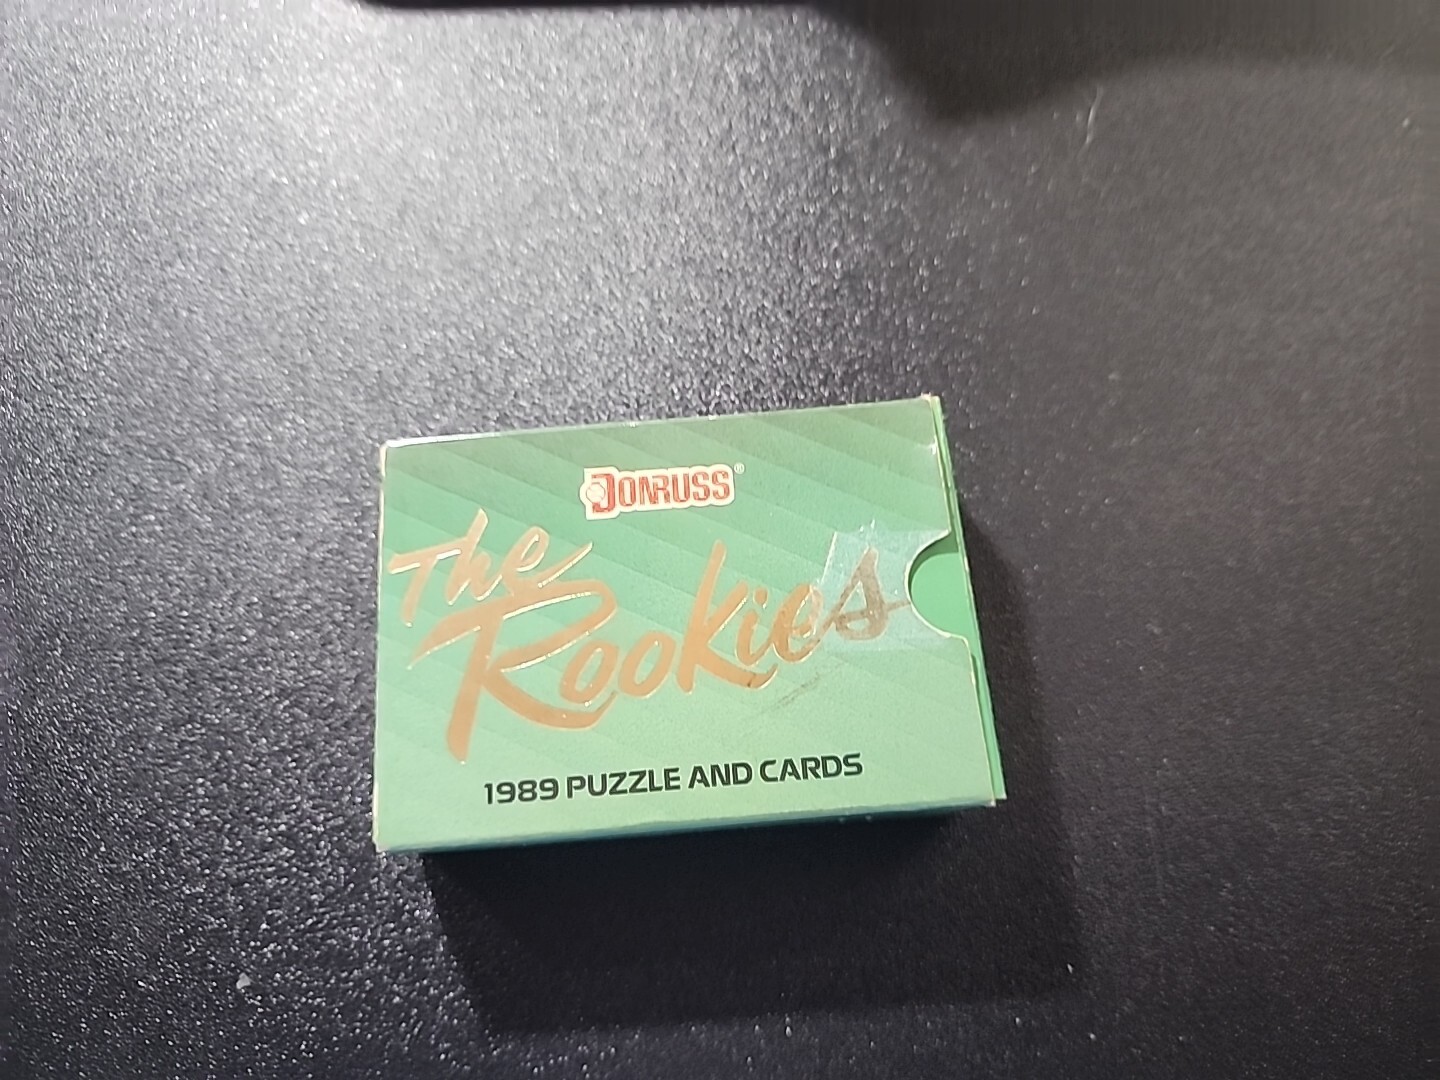 DONRUSS®
The
Rookies
1989 PUZZLE AND CARDS